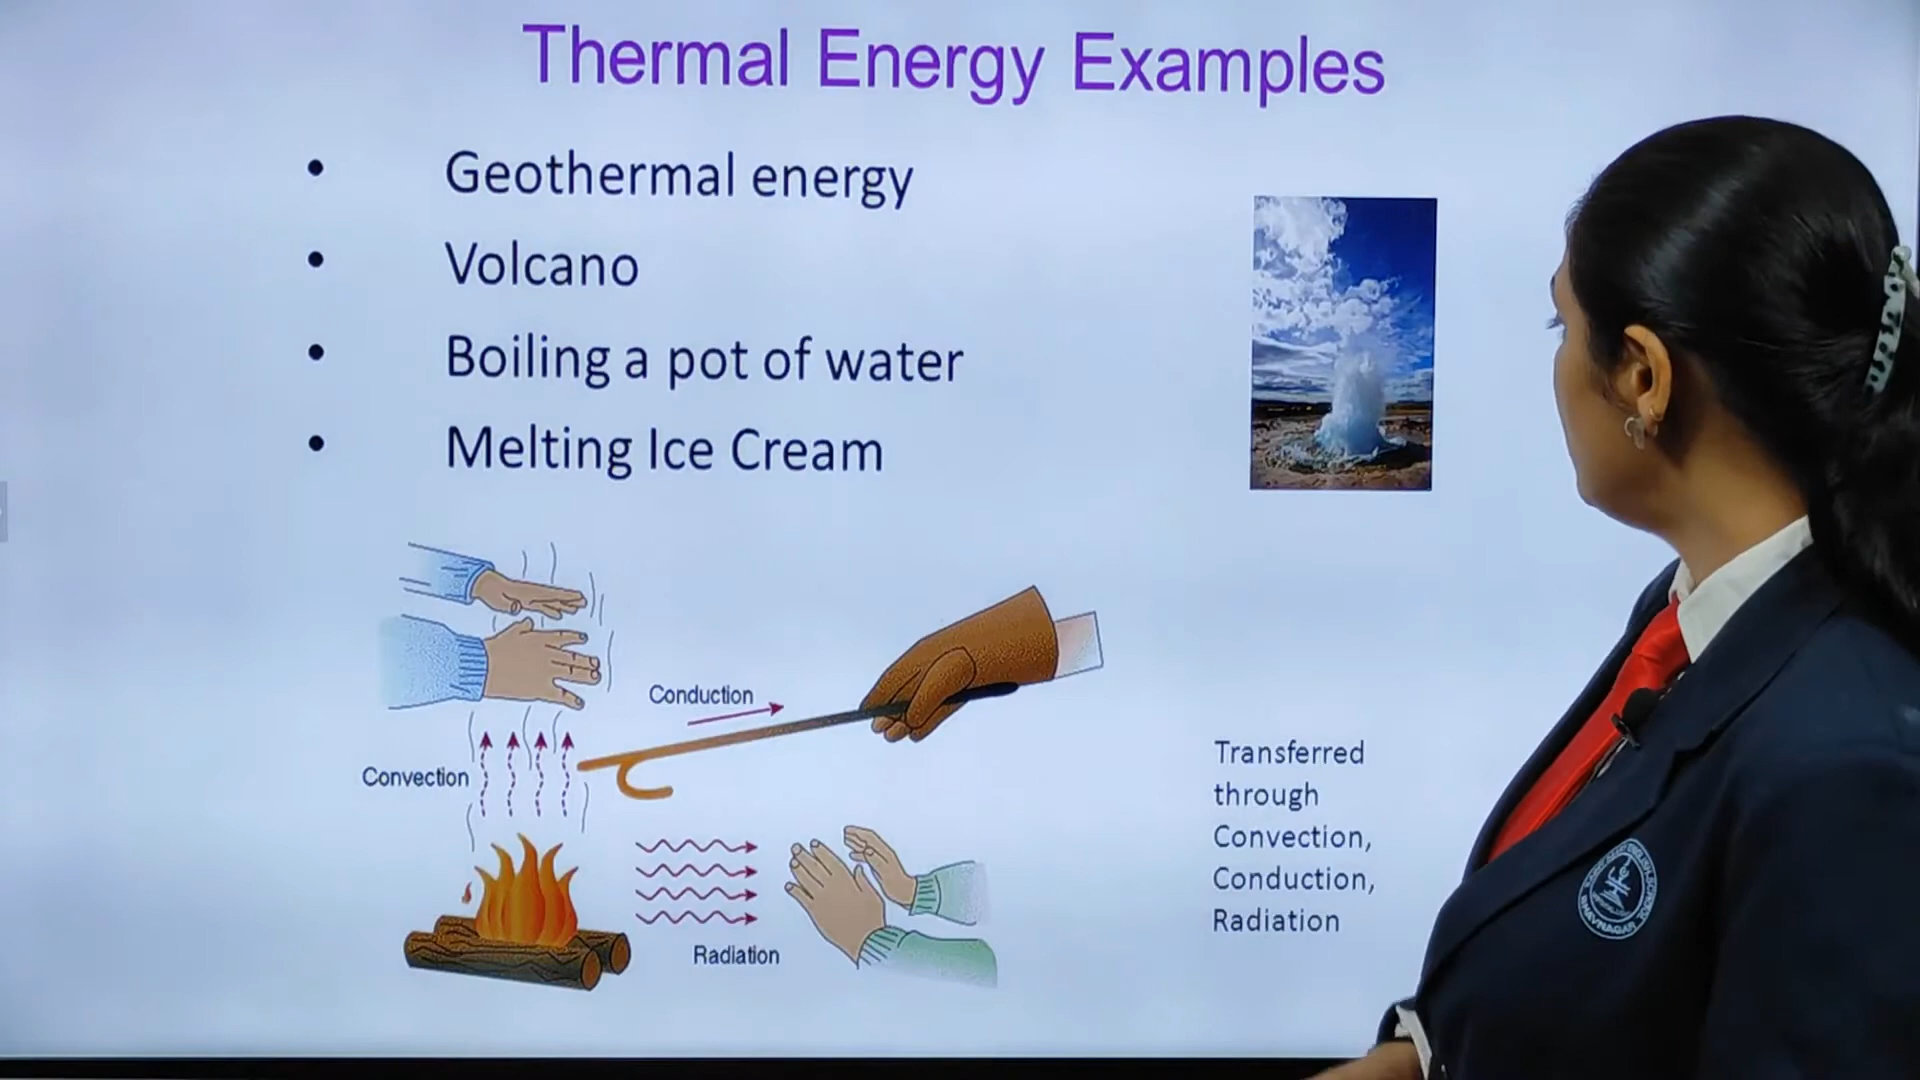 Thermal Energy Examples
• Geothermal energy
• Volcano
• Boiling a pot of water
• Melting Ice Cream
Conduction
Convection
Radiation
Transferred
through
Convection,
Conduction,
Radiation
BHAVNAGAR